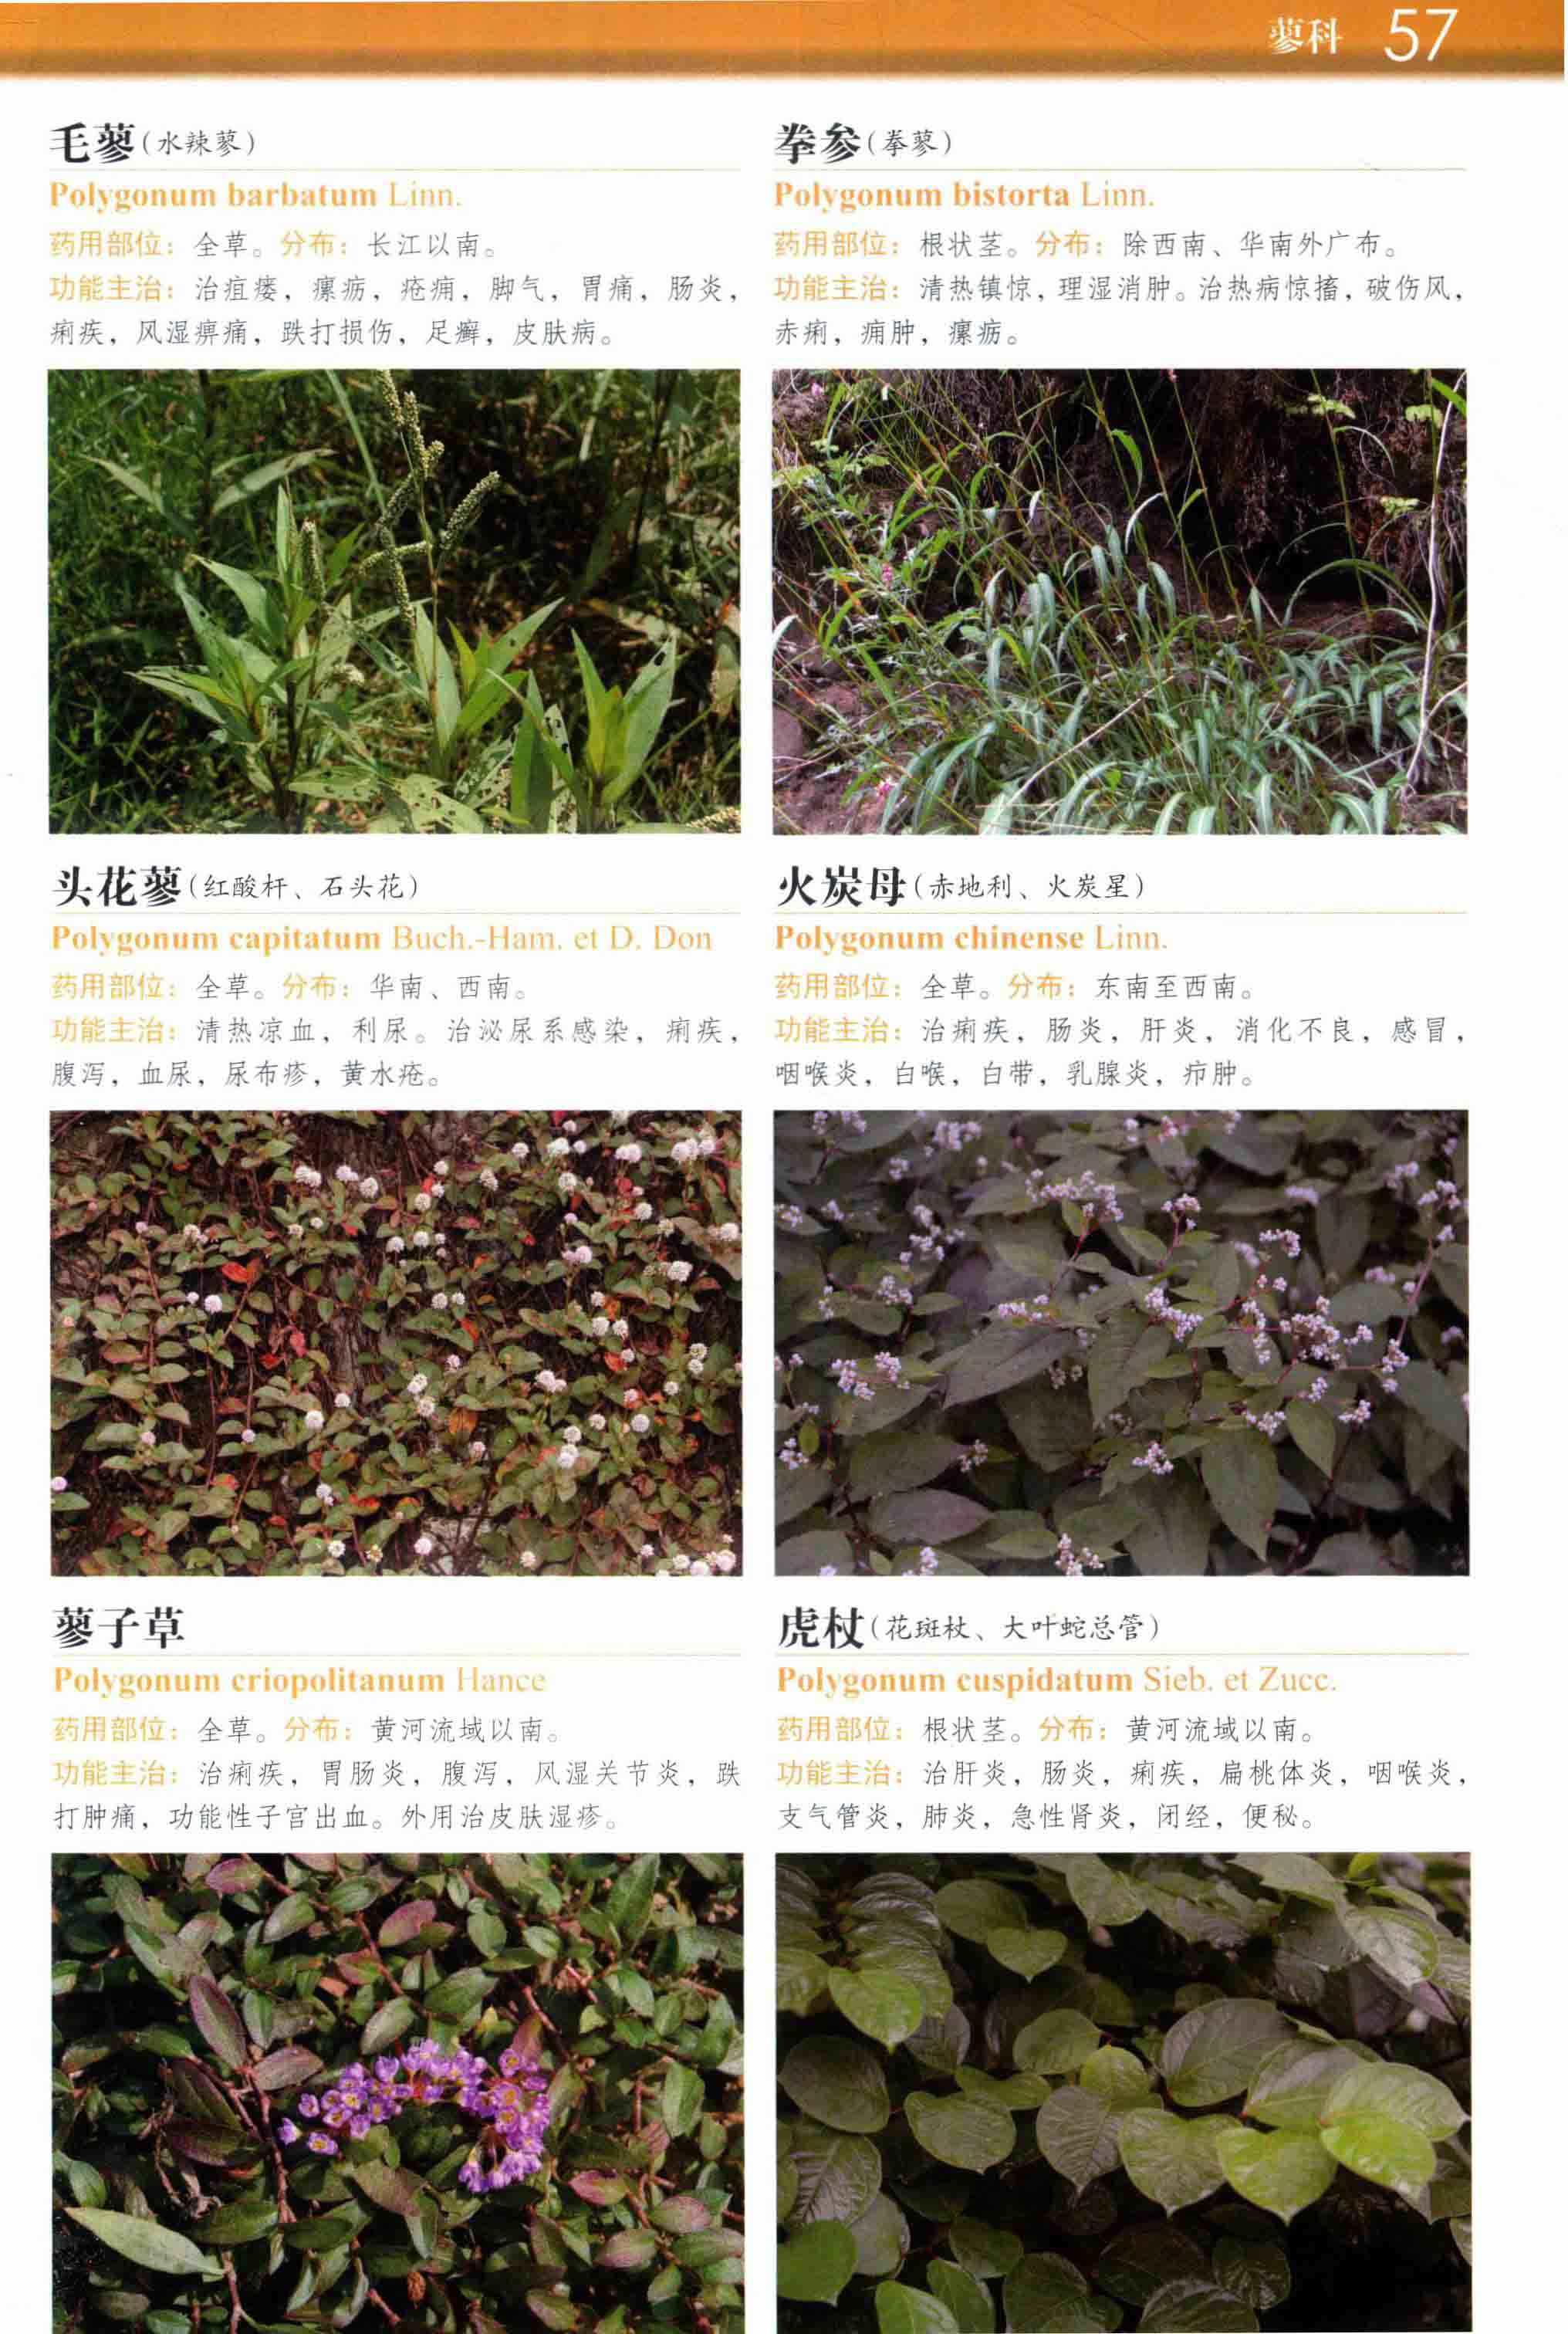 蓼科 57
毛蓼（水辣蓼）
Polygonum barbatum Linn.
药用部位：全草。分布：长江以南。
功能主治：治疽瘘，瘰疬，疮痈，脚气，胃痛，肠炎，
痢疾，风湿痹痛，跌打损伤，足癣，皮肤病。
拳参（拳蓼）
Polygonum bistorta Linn.
药用部位：根状茎。分布：除西南、华南外广布。
功能主治：清热镇惊，理湿消肿。治热病惊搐，破伤风，
赤痢，痈肿，瘰疬。
头花蓼（红酸杆、石头花）
Polygonum capitatum Buch.-Ham. et D. Don
药用部位：全草。分布：华南、西南。
功能主治：清热凉血，利尿。治泌尿系感染，痢疾，
腹泻，血尿，尿布疹，黄水疮。
火炭母（赤地利、火炭星）
Polygonum chinense Linn.
药用部位：全草。分布：东南至西南。
功能主治：治痢疾，肠炎，肝炎，消化不良，感冒，
咽喉炎，白喉，白带，乳腺炎，疖肿。
蓼子草
Polygonum criopolitanum Hance
药用部位：全草。分布：黄河流域以南。
功能主治：治痢疾，胃肠炎，腹泻，风湿关节炎，跌
打肿痛，功能性子宫出血。外用治皮肤湿疹。
虎杖（花斑杖、大叶蛇总管）
Polygonum cuspidatum Sieb. et Zucc.
药用部位：根状茎。分布：黄河流域以南。
功能主治：治肝炎，肠炎，痢疾，扁桃体炎，咽喉炎，
支气管炎，肺炎，急性肾炎，闭经，便秘。